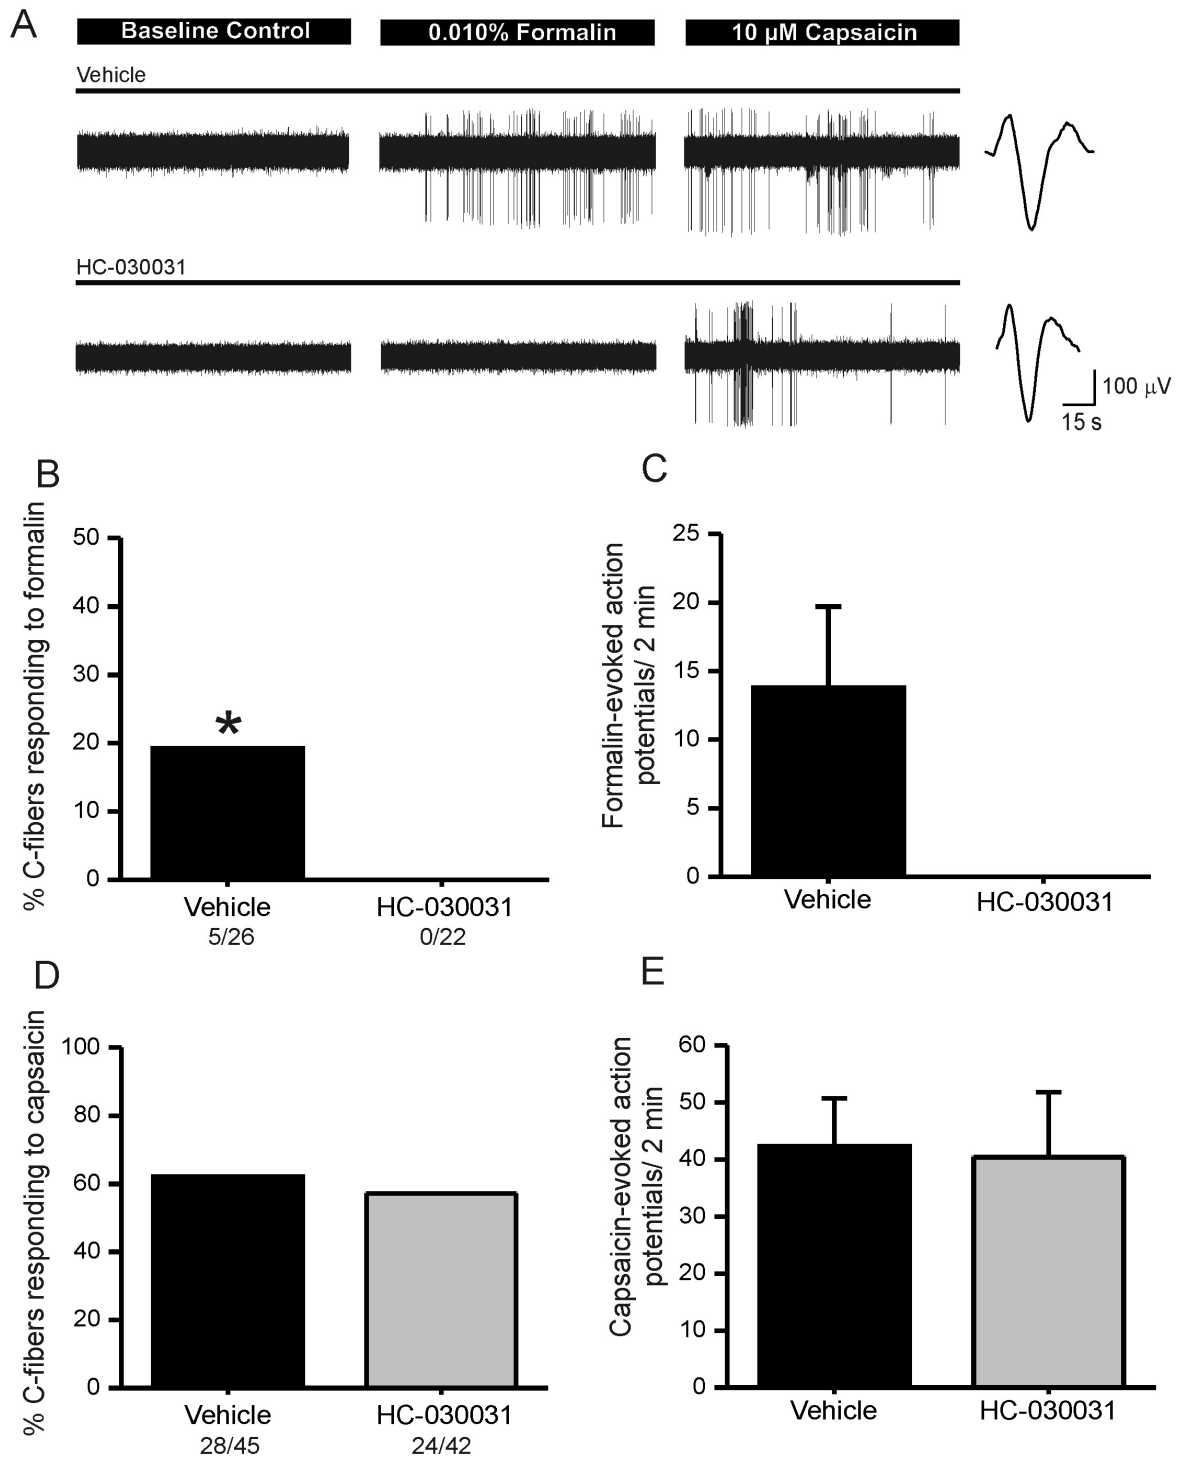 A
Baseline Control
0.010% Formalin
10 µM Capsaicin
Vehicle
HC-030031
100 µV
15 s
B
% C-fibers responding to formalin
50
40
30
20
10
0
*
Vehicle
HC-030031
5/26
0/22
C
Formalin-evoked action
potentials/ 2 min
25
20
15
10
5
0
Vehicle
HC-030031
D
% C-fibers responding to capsaicin
100
80
60
40
20
0
Vehicle
HC-030031
28/45
24/42
E
Capsaicin-evoked action
potentials/ 2 min
60
50
40
30
20
10
0
Vehicle
HC-030031